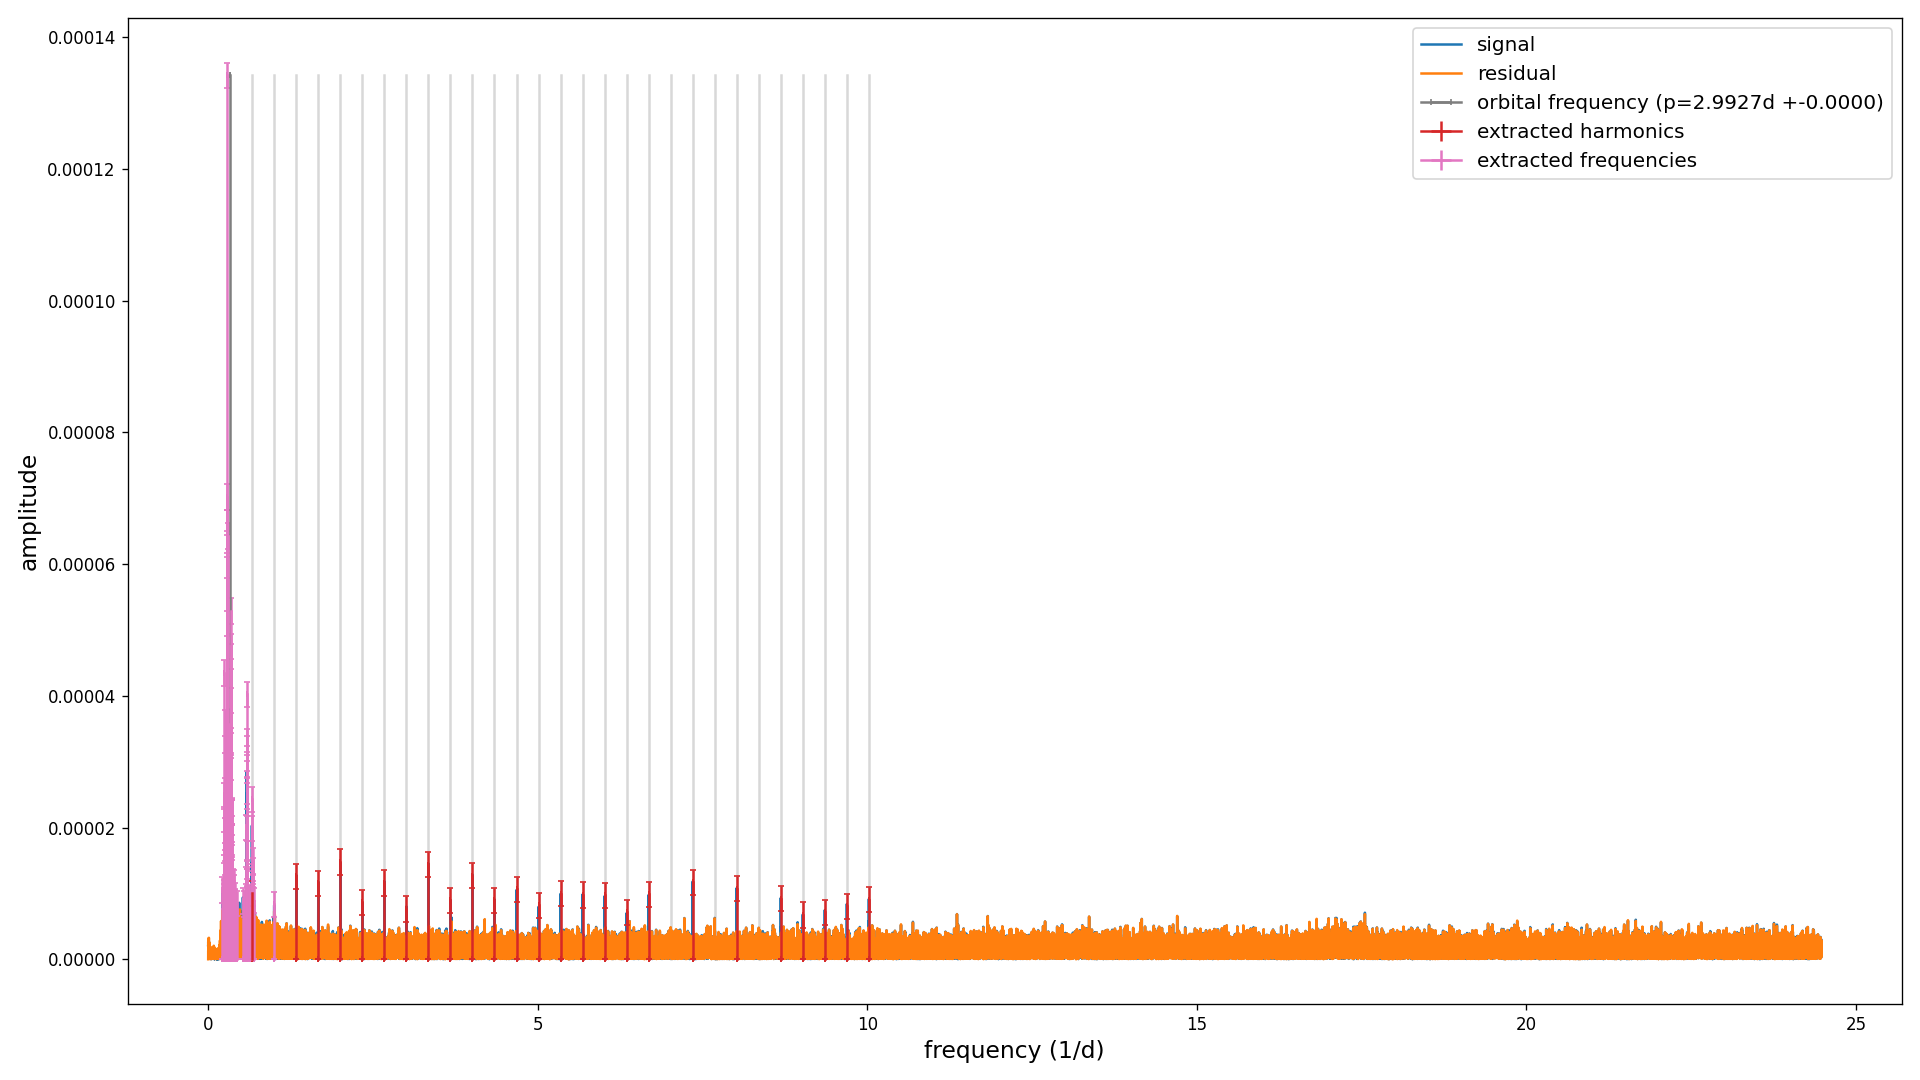 signal
residual
orbital frequency (p=2.9927d +-0.0000)
extracted harmonics
extracted frequencies
0.00014
0.00012
0.00010
0.00008
0.00006
0.00004
0.00002
0.00000
amplitude
0 5 10 15 20 25
frequency (1/d)